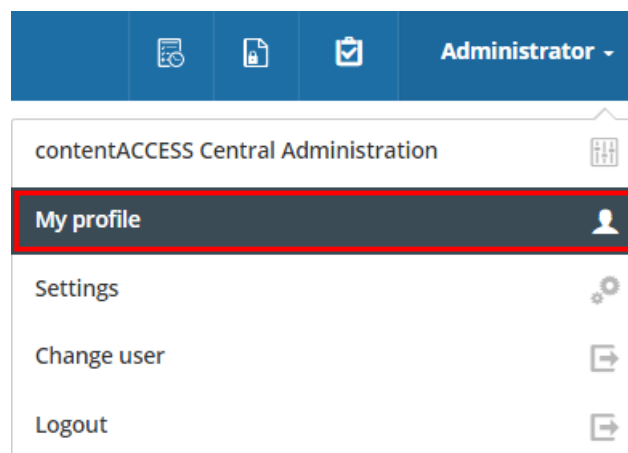 Administrator
contentACCESS Central Administration
My profile
Settings
Change user
Logout